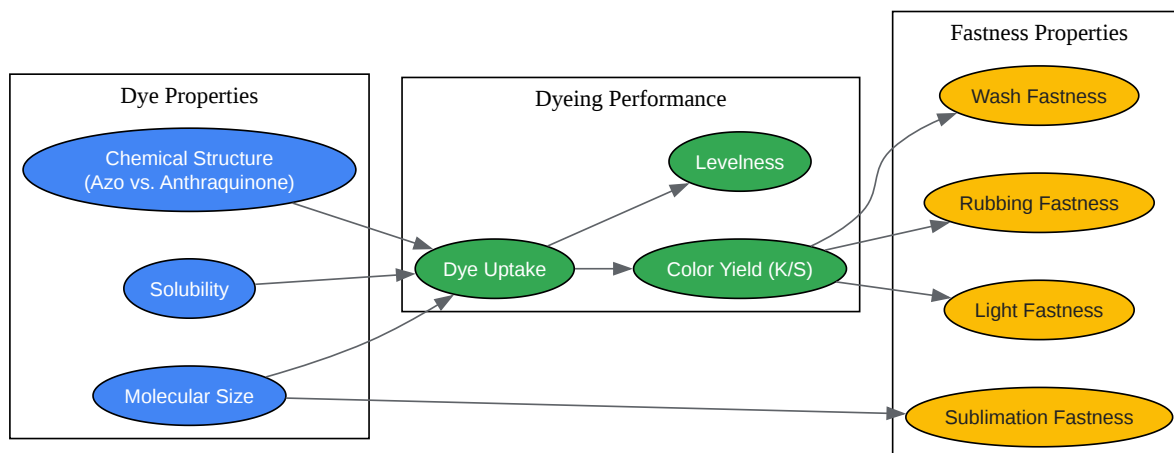 Dye Properties
Chemical Structure
(Azo vs. Anthraquinone)
Solubility
Molecular Size
Dyeing Performance
Levelness
Dye Uptake
Color Yield (K/S)
Fastness Properties
Wash Fastness
Rubbing Fastness
Light Fastness
Sublimation Fastness